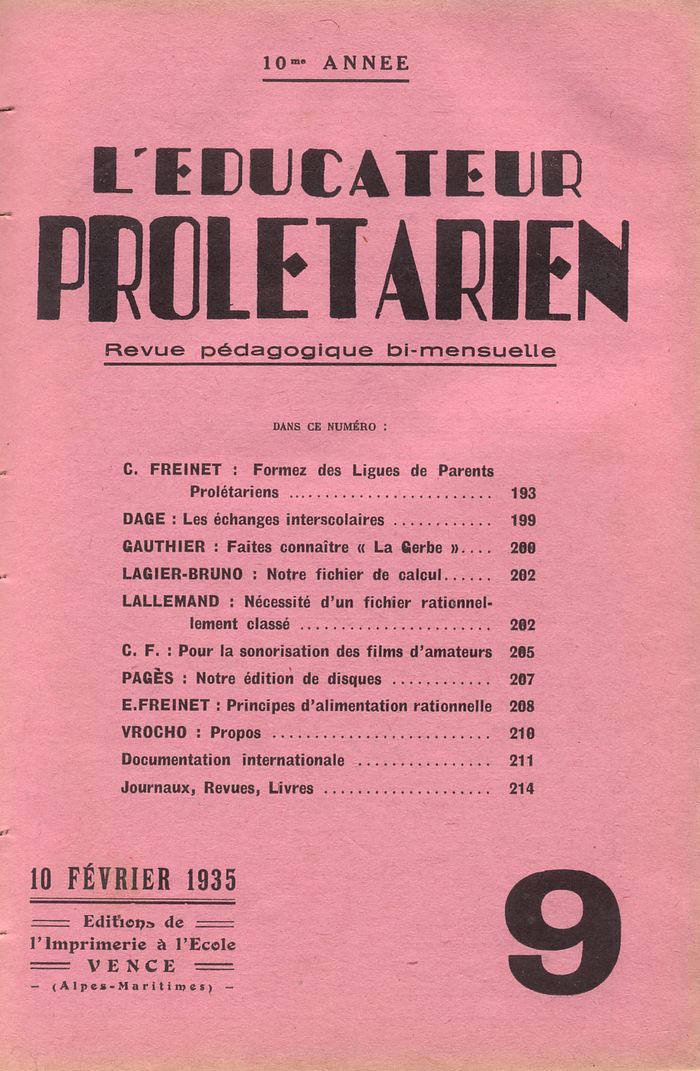 10me ANNEE
L'EDUCATEUR
PROLETARIEN
Revue pédagogique bi-mensuelle
DANS CE NUMÉRO :
C. FREINET : Formez des Ligues de Parents
Prolétariens ......................... 193
DAGE : Les échanges interscolaires ............ 199
GAUTHIER : Faites connaître « La Gerbe ».... 200
LAGIER-BRUNO : Notre fichier de calcul...... 202
LALLEMAND : Nécessité d'un fichier rationnel-
lement classé ........................ 202
C. F. : Pour la sonorisation des films d'amateurs 205
PAGÈS : Notre édition de disques ............ 207
E.FREINET : Principes d'alimentation rationnelle 208
VROCHO : Propos ........................... 210
Documentation internationale ................ 211
Journaux, Revues, Livres ..................... 214
10 FÉVRIER 1935
Editions de
l'Imprimerie à l'Ecole
VENCE
- (Alpes-Maritimes) -
9